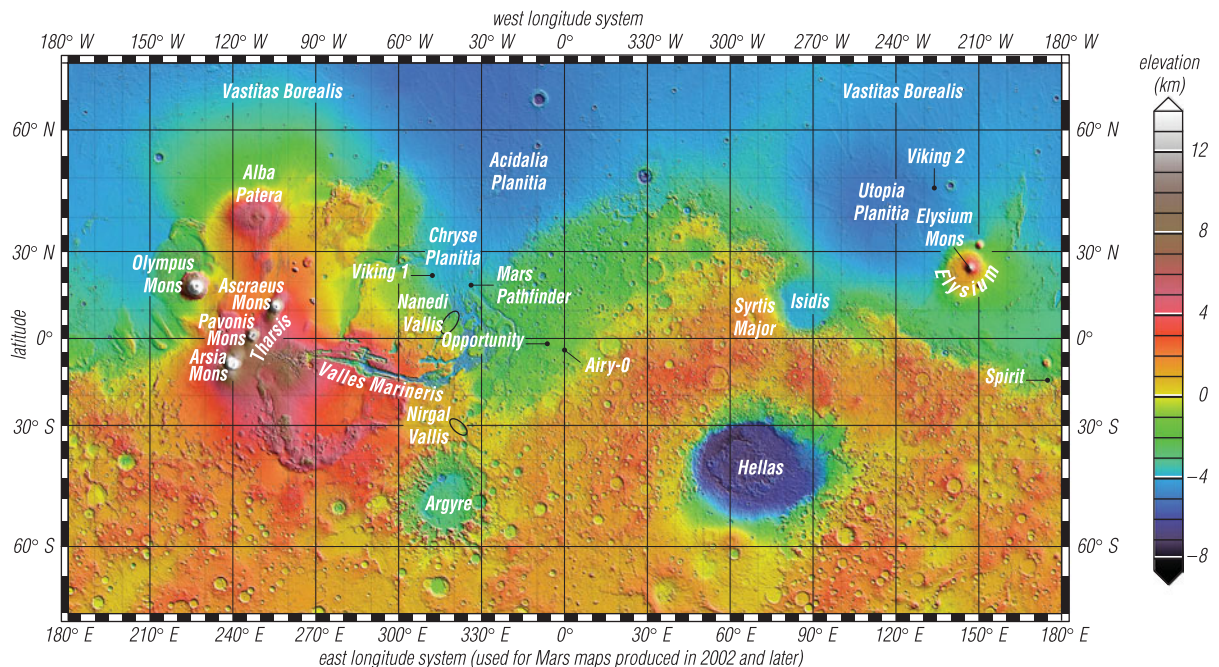 west longitude system
180° W 150° W 120° W 90° W 60° W 30° W 0° 330° W 300° W 270° W 240° W 210° W 180° W
elevation
(km)
Vastitas Borealis
Vastitas Borealis
60° N
60° N
12
Acidalia
Planitia
Viking 2
Alba
Patera
Utopia
Planitia
Elysium
Mons
8
Chryse
Planitia
30° N
30° N
Olympus
Mons
Viking 1
Mars
Pathfinder
Elysium
Ascraeus
Mons
Nanedi
Vallis
Syrtis
Major
Isidis
4
latitude
Pavonis
Mons
Tharsis
Opportunity
0°
0°
Arsia
Mons
Airy-0
Valles Marineris
Spirit
0
Nirgal
Vallis
30° S
30° S
Hellas
−4
Argyre
60° S
60° S
−8
180° E 210° E 240° E 270° E 300° E 330° E 0° 30° E 60° E 90° E 120° E 150° E 180° E
east longitude system (used for Mars maps produced in 2002 and later)